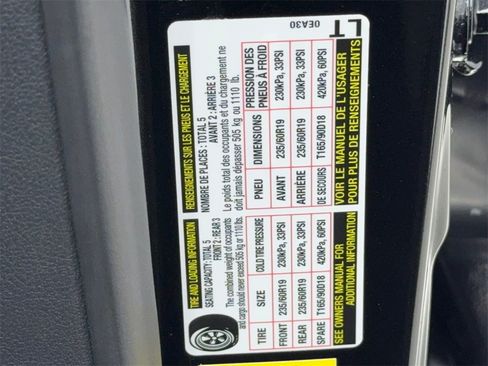 TIRE AND LOADING INFORMATION
SEATING CAPACITY: TOTAL 5
FRONT 2 : REAR 3
The combined weight of occupants
and cargo should never exceed 505 kg or 1110 lbs.
TIRE SIZE COLD TIRE PRESSURE
FRONT 235/60R19 230kPa, 33PSI
REAR 235/60R19 230kPa, 33PSI
SPARE T165/90D18 420kPa, 60PSI
SEE OWNERS MANUAL FOR
ADDITIONAL INFORMATION
RENSEIGNEMENTS SUR LES PNEUS ET LE CHARGEMENT
NOMBRE DE PLACES : TOTAL 5
AVANT 2 : ARRIÈRE 3
Le poids total des occupants et du chargement ne
doit jamais dépasser 505 kg ou 1110 lb.
PNEU DIMENSIONS PRESSION DES
PNEUS À FROID
AVANT 235/60R19 230kPa, 33PSI
ARRIÈRE 235/60R19 230kPa, 33PSI
DE SECOURS T165/90D18 420kPa, 60PSI
VOIR LE MANUEL DE L'USAGER
POUR PLUS DE RENSEIGNEMENTS
0EA30
LT